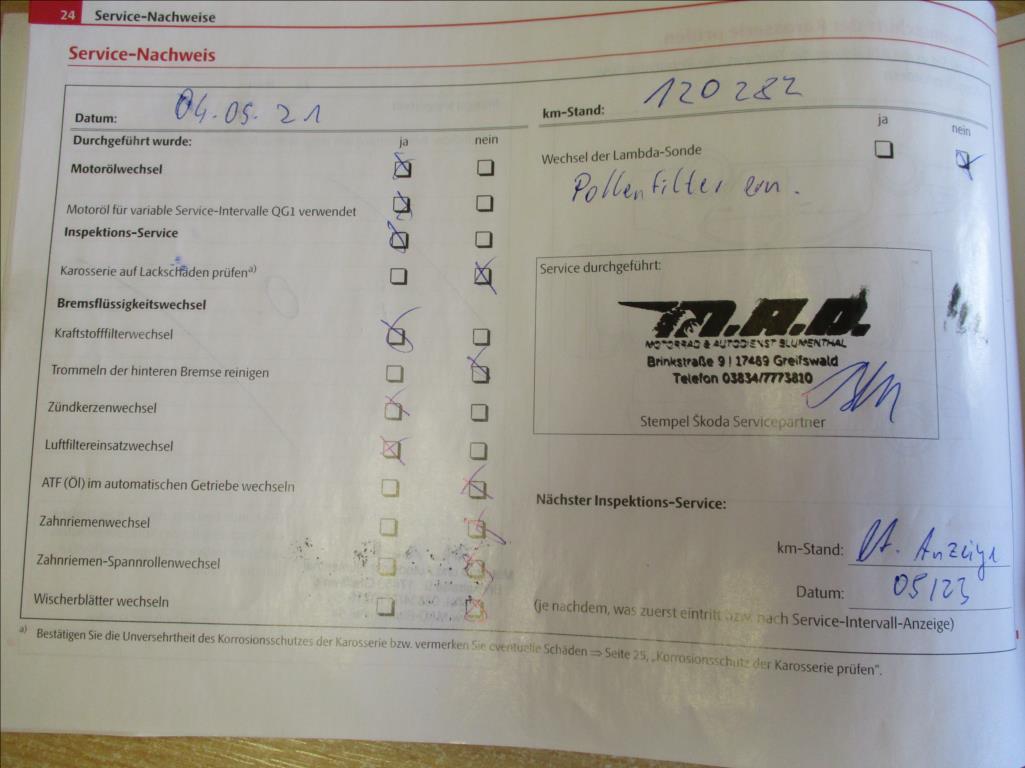 24 Service-Nachweise
Service-Nachweis
Datum: 04.05.21
Durchgeführt wurde: ja nein
Motorölwechsel
Motoröl für variable Service-Intervalle QG1 verwendet
Inspektions-Service
Karosserie auf Lackschäden prüfen a)
Bremsflüssigkeitswechsel
Kraftstofffilterwechsel
Trommeln der hinteren Bremse reinigen
Zündkerzenwechsel
Luftfiltereinsatzwechsel
ATF (Öl) im automatischen Getriebe wechseln
Zahnriemenwechsel
Zahnriemen-Spannrollenwechsel
Wischerblätter wechseln
km-Stand: 120 282
ja nein
Wechsel der Lambda-Sonde
Pollenfilter ern.
Service durchgeführt:
M.A.D.
MOTORRAD & AUTODIENST BLUMENTHAL
Brinkstraße 9 | 17489 Greifswald
Telefon 03834/7773810
Stempel Škoda Servicepartner
Nächster Inspektions-Service:
km-Stand: lt. Anzeige
Datum: 05/23
(je nachdem, was zuerst eintritt bzw. nach Service-Intervall-Anzeige)
a) Bestätigen Sie die Unversehrtheit des Korrosionsschutzes der Karosserie bzw. vermerken Sie eventuelle Schäden ⇒ Seite 25, „Korrosionsschutz der Karosserie prüfen“.